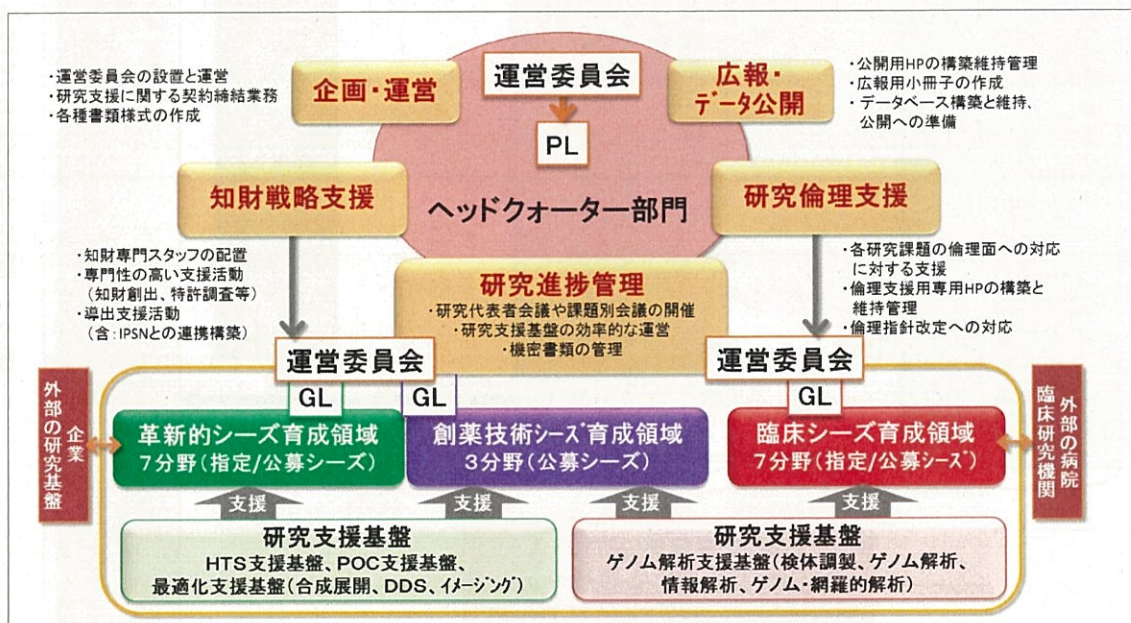 ・運営委員会の設置と運営
・研究支援に関する契約締結業務
・各種書類様式の作成
企画・運営
運営委員会
PL
広報・
データ公開
・公開用HPの構築維持管理
・広報用小冊子の作成
・データベース構築と維持、
公開への準備
知財戦略支援
ヘッドクォーター部門
研究倫理支援
・知財専門スタッフの配置
・専門性の高い支援活動
(知財創出、特許調査等)
・導出支援活動
(含:IPSNとの連携構築)
研究進捗管理
・研究代表者会議や課題別会議の開催
・研究支援基盤の効率的な運営
・機密書類の管理
・各研究課題の倫理面への対応
に対する支援
・倫理支援用専用HPの構築と
維持管理
・倫理指針改定への対応
運営委員会
GL
GL
運営委員会
GL
企業
外部の研究基盤
革新的シーズ育成領域
7分野(指定/公募シーズ)
創薬技術シーズ育成領域
3分野(公募シーズ)
臨床シーズ育成領域
7分野(指定/公募シーズ)
外部の病院
臨床研究機関
支援
支援
支援
支援
研究支援基盤
HTS支援基盤、POC支援基盤、
最適化支援基盤(合成展開、DDS、イメージング)
研究支援基盤
ゲノム解析支援基盤(検体調製、ゲノム解析、
情報解析、ゲノム・網羅的解析)